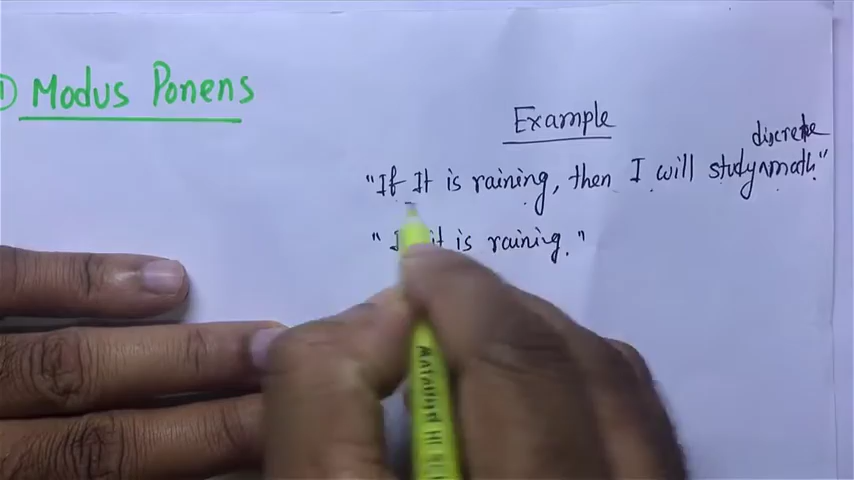 1) Modus Ponens
Example
discrete
"If It is raining, then I will study ^ math"
" it is raining."